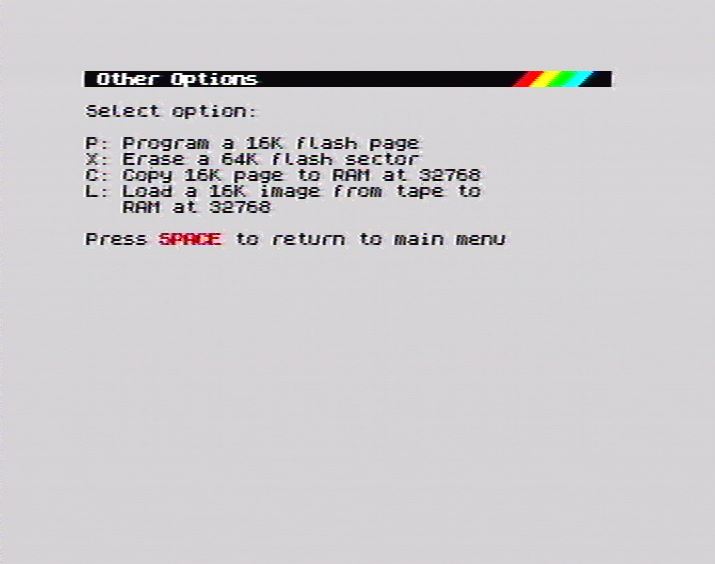 Other Options
Select option:
P: Program a 16K flash page
X: Erase a 64K flash sector
C: Copy 16K page to RAM at 32768
L: Load a 16K image from tape to
RAM at 32768
Press SPACE to return to main menu